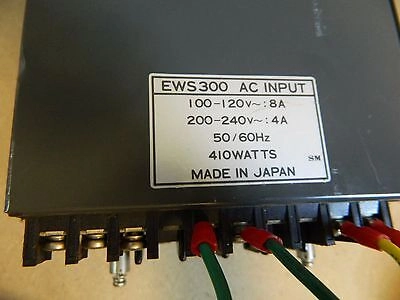 EWS300 AC INPUT
100-120V~:8A
200-240V~:4A
50/60Hz
410WATTS SM
MADE IN JAPAN